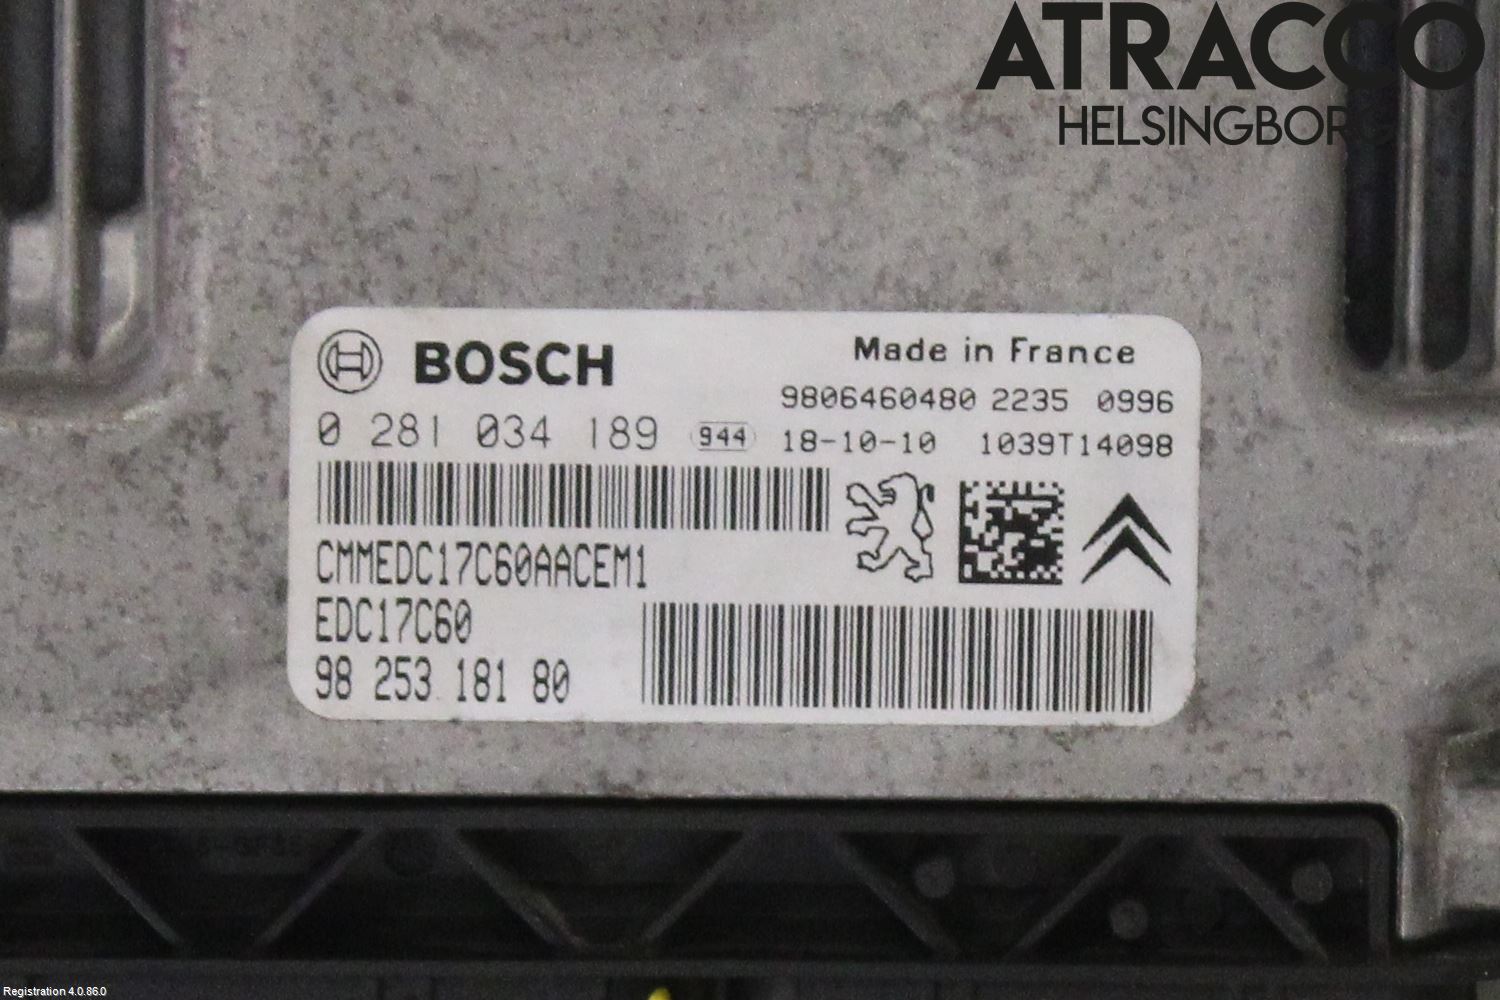 ATRACCO
HELSINGBORG
BOSCH
Made in France
9806460480 2235 0996
0 281 034 189 944 18-10-10 1039T14098
CMMEDC17C60AACEM1
EDC17C60
98 253 181 80
Registration 4.0.86.0